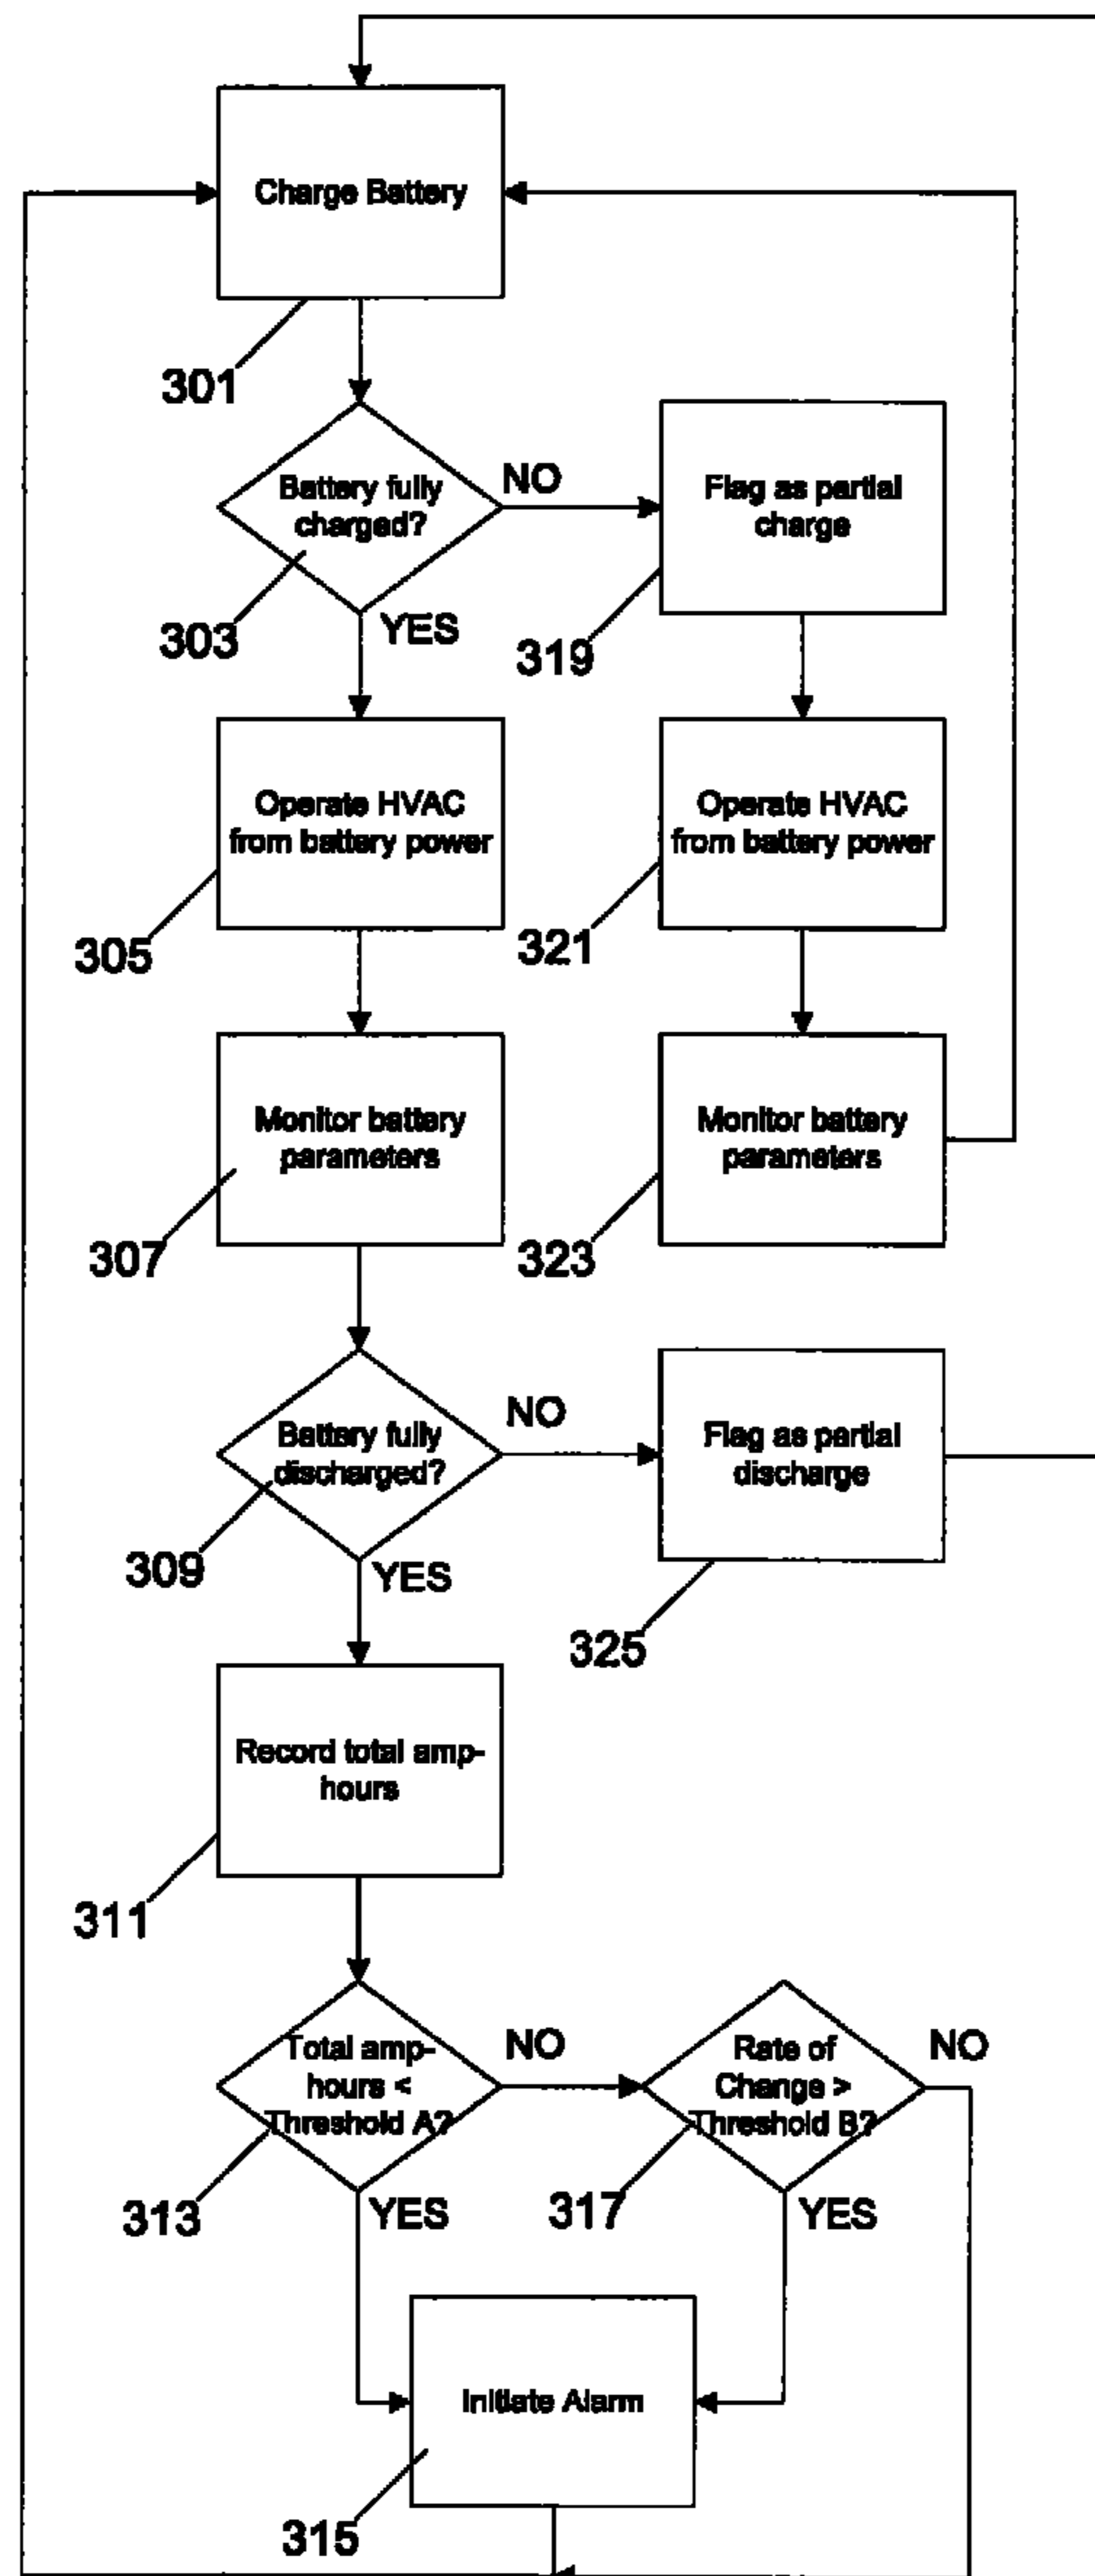 Charge Battery
301
Battery fully
charged?
NO
303
YES
Flag as partial
charge
319
Operate HVAC
from battery power
305
Operate HVAC
from battery power
321
Monitor battery
parameters
307
Monitor battery
parameters
323
Battery fully
discharged?
NO
309
YES
Flag as partial
discharge
325
Record total amp-
hours
311
Total amp-
hours <
Threshold A?
NO
313
YES
Rate of
Change >
Threshold B?
NO
317
YES
Initiate Alarm
315